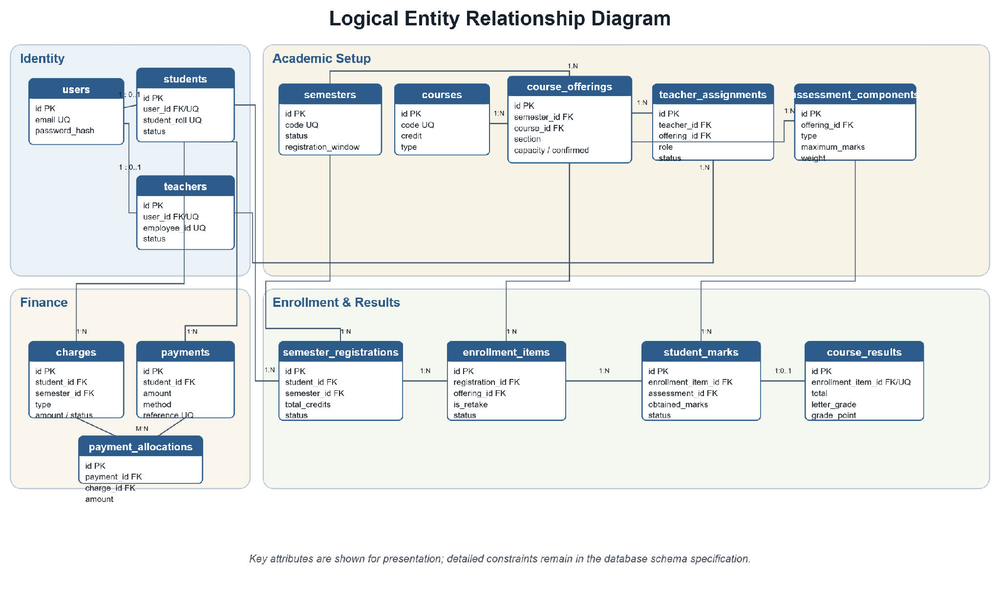 Logical Entity Relationship Diagram
Identity
users
id PK
email UQ
password_hash
1 : 0..1
students
id PK
user_id FK/UQ
student_roll UQ
status
1 : 0..1
teachers
id PK
user_id FK/UQ
employee_id UQ
status
Academic Setup
1:N
semesters
id PK
code UQ
status
registration_window
courses
id PK
code UQ
credit
type
1:N
course_offerings
id PK
semester_id FK
course_id FK
section
capacity / confirmed
1:N
teacher_assignments
id PK
teacher_id FK
offering_id FK
role
status
1:N
1:N
assessment_components
id PK
offering_id FK
type
maximum_marks
weight
Finance
1:N
charges
id PK
student_id FK
semester_id FK
type
amount / status
1:N
payments
id PK
student_id FK
amount
method
reference UQ
M:N
payment_allocations
id PK
payment_id FK
charge_id FK
amount
Enrollment & Results
1:N
1:N
semester_registrations
id PK
student_id FK
semester_id FK
total_credits
status
1:N
1:N
enrollment_items
id PK
registration_id FK
offering_id FK
is_retake
status
1:N
1:N
student_marks
id PK
enrollment_item_id FK
assessment_id FK
obtained_marks
status
1:0..1
course_results
id PK
enrollment_item_id FK/UQ
total
letter_grade
grade_point
Key attributes are shown for presentation; detailed constraints remain in the database schema specification.